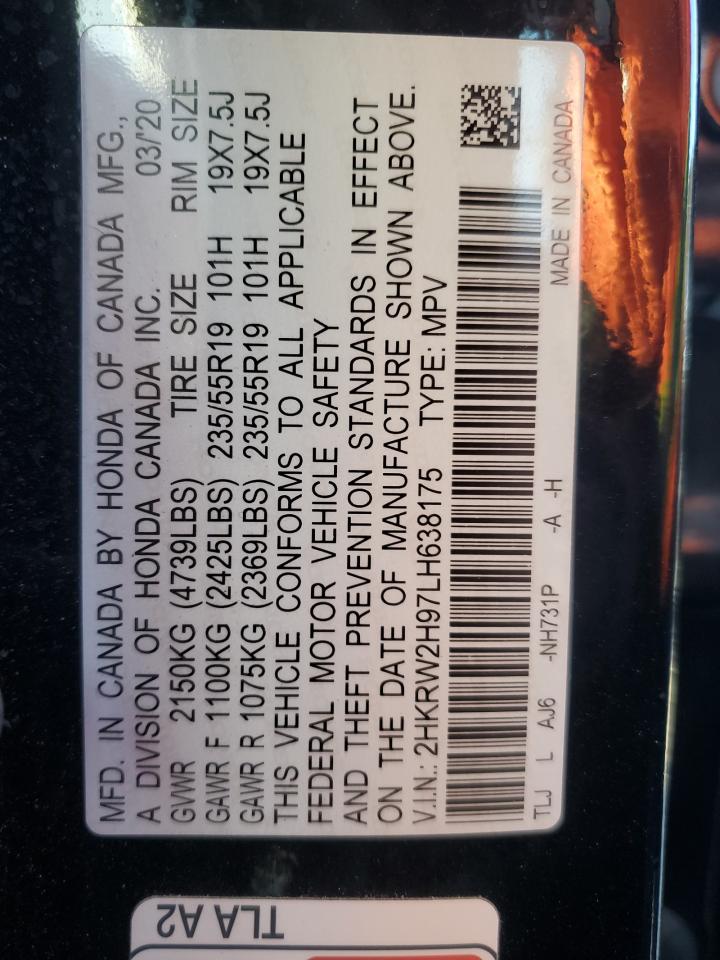 MFD. IN CANADA BY HONDA OF CANADA MFG.,
A DIVISION OF HONDA CANADA INC. 03/'20
GVWR 2150KG (4739LBS) TIRE SIZE RIM SIZE
GAWR F 1100KG (2425LBS) 235/55R19 101H 19X7.5J
GAWR R 1075KG (2369LBS) 235/55R19 101H 19X7.5J
THIS VEHICLE CONFORMS TO ALL APPLICABLE
FEDERAL MOTOR VEHICLE SAFETY
AND THEFT PREVENTION STANDARDS IN EFFECT
ON THE DATE OF MANUFACTURE SHOWN ABOVE.
V.I.N.: 2HKRW2H97LH638175 TYPE: MPV
TLJ L AJ6 -NH731P -A -H MADE IN CANADA
TLA A2